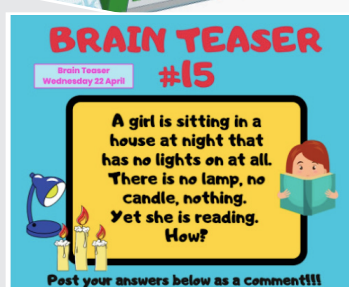 BRAIN TEASER
Brain Teaser
Wednesday 22 April
#15
A girl is sitting in a
house at night that
has no lights on at all.
There is no lamp, no
candle, nothing.
Yet she is reading.
How?
Post your answers below as a comment!!!